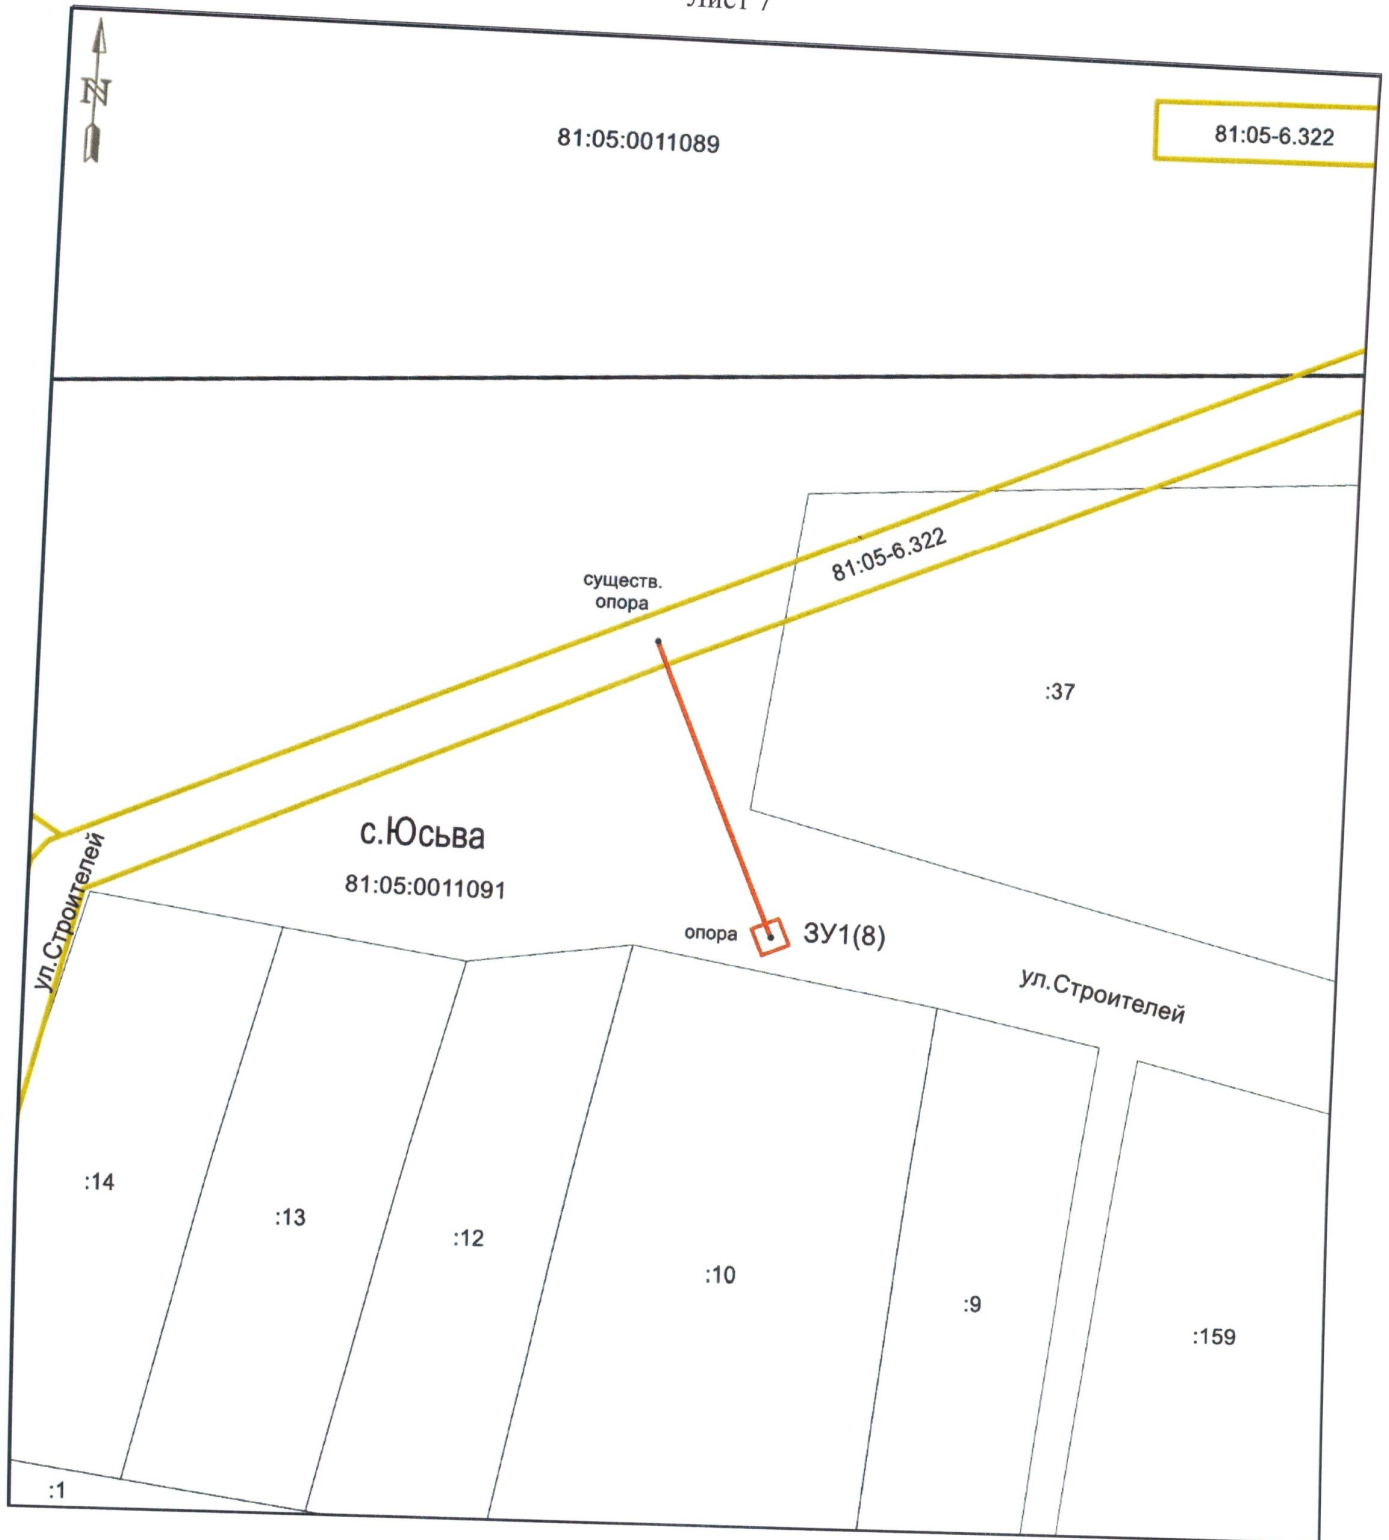 Лист 7
N
81:05:0011089
81:05-6.322
81:05-6.322
существ.
опора
:37
с.Юсьва
81:05:0011091
ул.Строителей
опора
ЗУ1(8)
ул.Строителей
:14
:13
:12
:10
:9
:159
:1